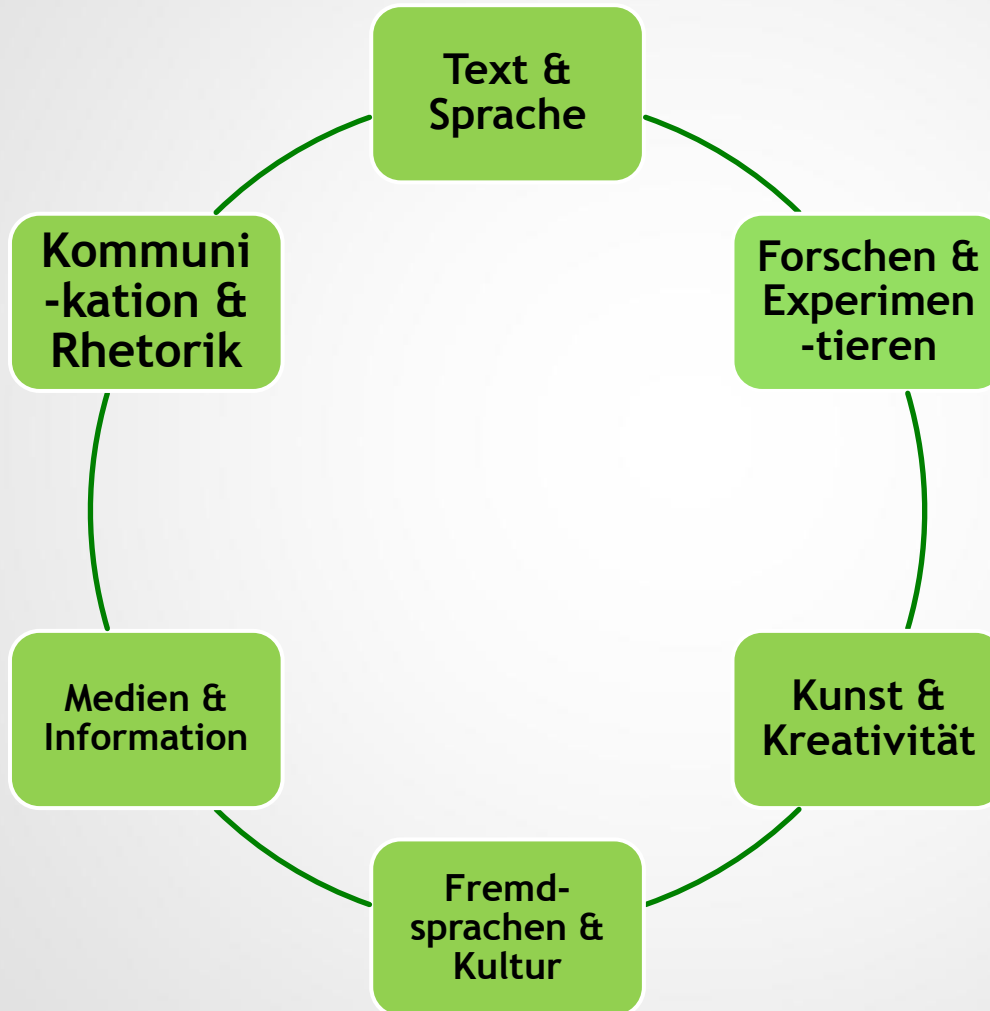 Text &
Sprache
Forschen &
Experimen
-tieren
Kunst &
Kreativität
Fremd-
sprachen &
Kultur
Medien &
Information
Kommuni
-kation &
Rhetorik